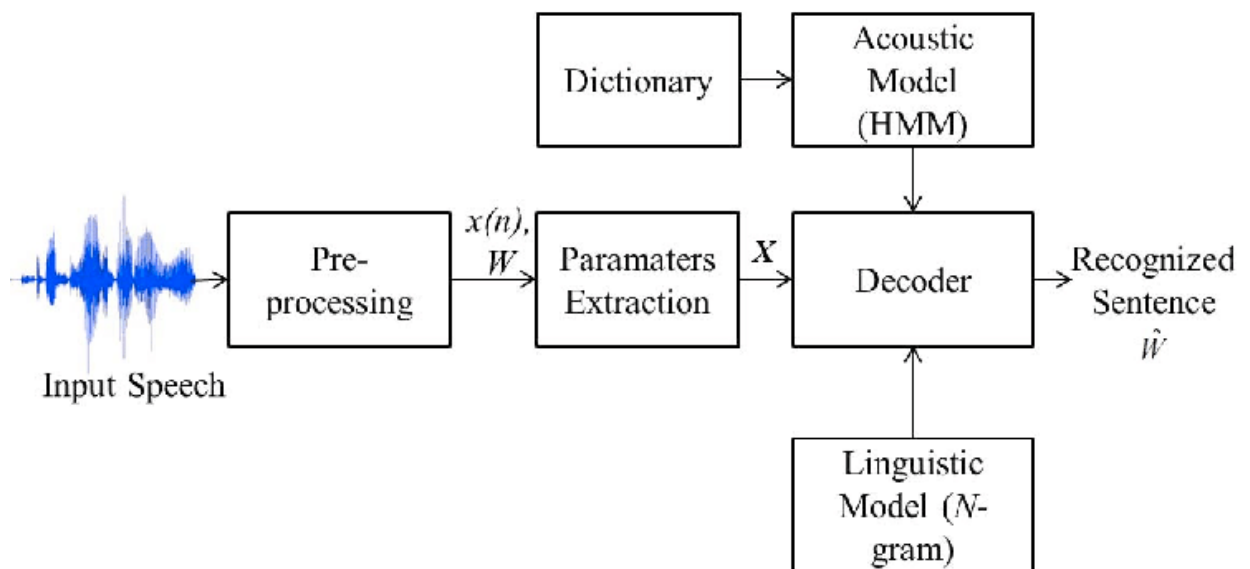 Dictionary
Acoustic
Model
(HMM)
Input Speech
Pre-
processing
x(n),
W
Paramaters
Extraction
X
Decoder
Recognized
Sentence
Ŵ
Linguistic
Model (N-
gram)